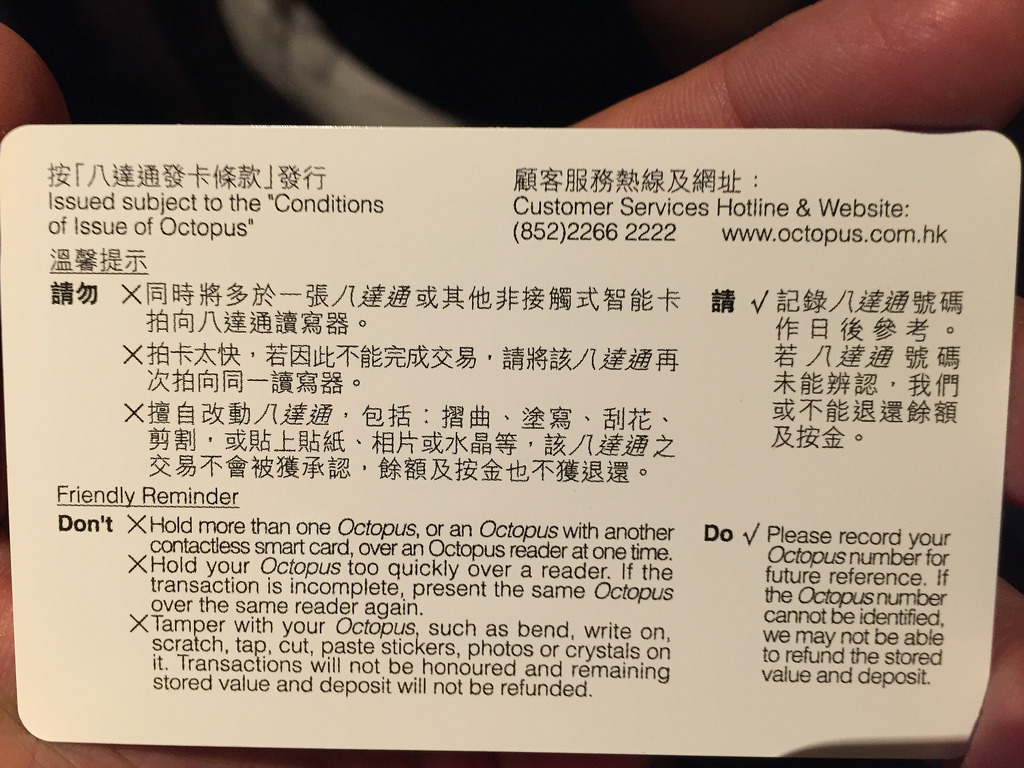 按「八達通發卡條款」發行
Issued subject to the "Conditions
of Issue of Octopus"
顧客服務熱線及網址：
Customer Services Hotline & Website:
(852)2266 2222 www.octopus.com.hk
溫馨提示
請勿 ╳同時將多於一張八達通或其他非接觸式智能卡
拍向八達通讀寫器。
╳拍卡太快，若因此不能完成交易，請將該八達通再
次拍向同一讀寫器。
╳擅自改動八達通，包括：摺曲、塗寫、刮花、
剪割，或貼上貼紙、相片或水晶等，該八達通之
交易不會被獲承認，餘額及按金也不獲退還。
請 √ 記錄八達通號碼
作日後參考。
若八達通號碼
未能辨認，我們
或不能退還餘額
及按金。
Friendly Reminder
Don't ╳Hold more than one Octopus, or an Octopus with another
contactless smart card, over an Octopus reader at one time.
╳Hold your Octopus too quickly over a reader. If the
transaction is incomplete, present the same Octopus
over the same reader again.
╳Tamper with your Octopus, such as bend, write on,
scratch, tap, cut, paste stickers, photos or crystals on
it. Transactions will not be honoured and remaining
stored value and deposit will not be refunded.
Do √ Please record your
Octopus number for
future reference. If
the Octopus number
cannot be identified,
we may not be able
to refund the stored
value and deposit.